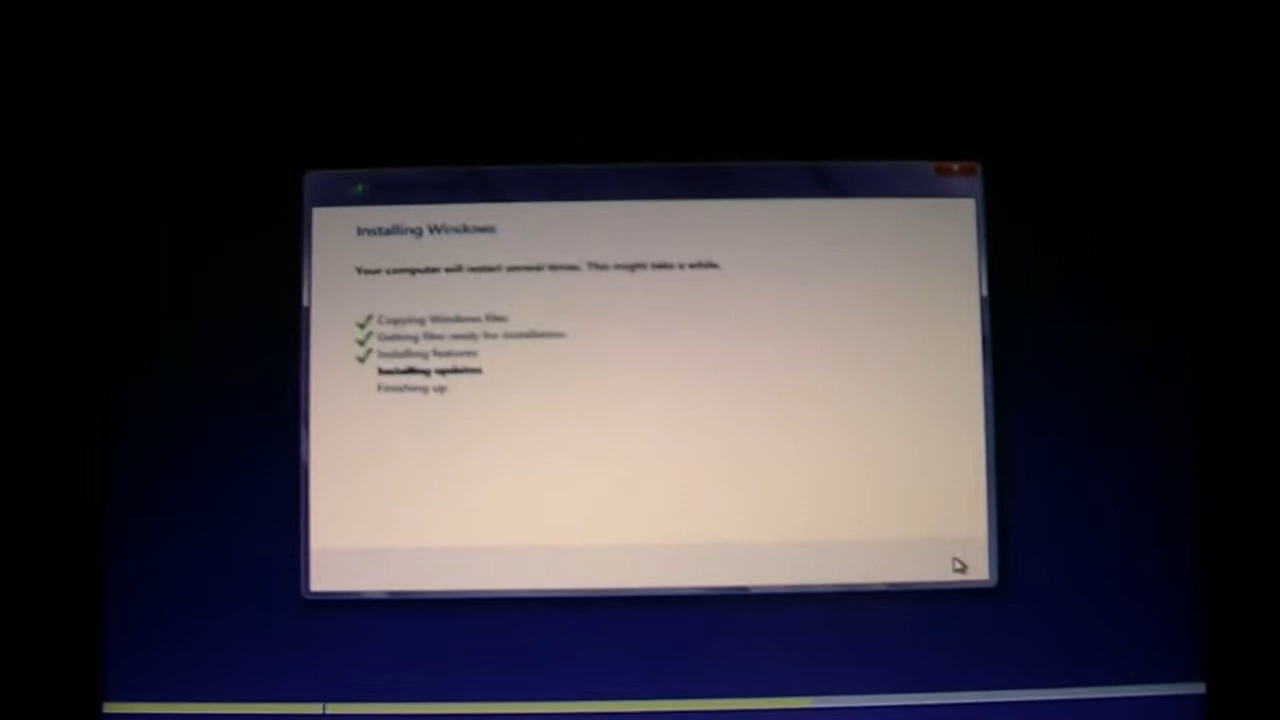 Installing Windows
Your computer will restart several times. This might take a while.
Copying Windows files
Getting files ready for installation
Installing features
Installing updates
Finishing up